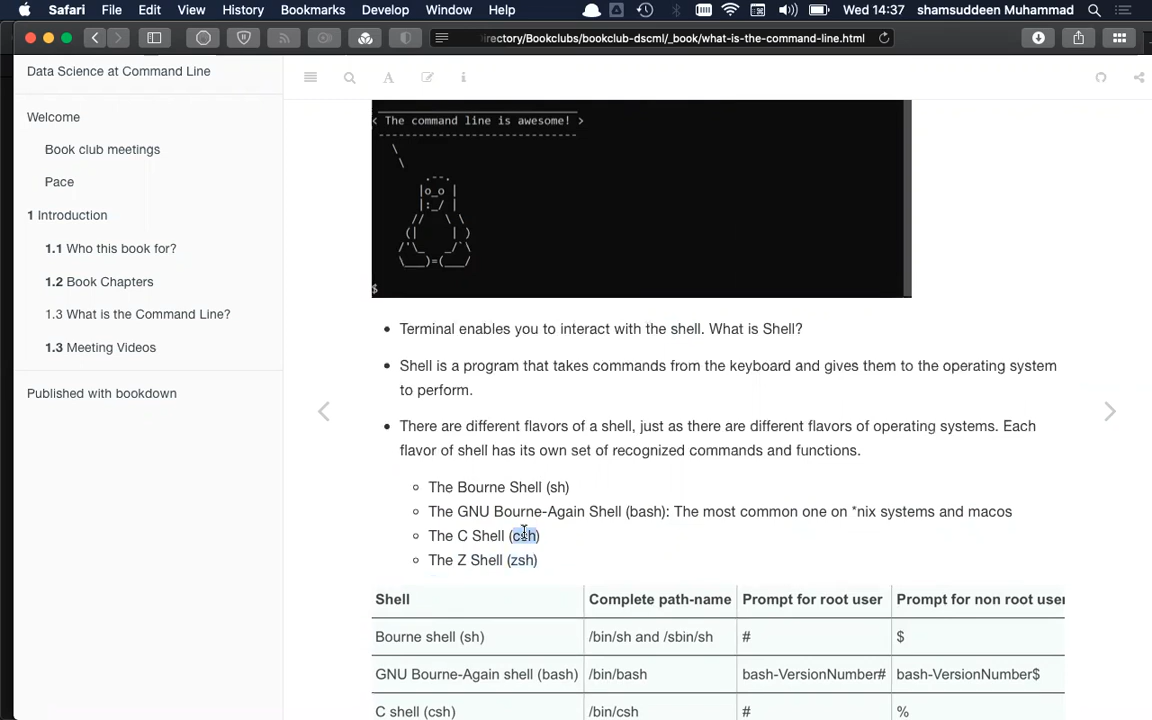 Safari File Edit View History Bookmarks Develop Window Help Wed 14:37 shamsuddeen Muhammad
irectory/Bookclubs/bookclub-dscml/_book/what-is-the-command-line.html
Data Science at Command Line
Welcome
Book club meetings
Pace
1 Introduction
1.1 Who this book for?
1.2 Book Chapters
1.3 What is the Command Line?
1.3 Meeting Videos
Published with bookdown
< The command line is awesome! >
$
• Terminal enables you to interact with the shell. What is Shell?
• Shell is a program that takes commands from the keyboard and gives them to the operating system
to perform.
• There are different flavors of a shell, just as there are different flavors of operating systems. Each
flavor of shell has its own set of recognized commands and functions.
The Bourne Shell (sh)
The GNU Bourne-Again Shell (bash): The most common one on *nix systems and macos
The C Shell (csh)
The Z Shell (zsh)
Shell Complete path-name Prompt for root user Prompt for non root user
Bourne shell (sh) /bin/sh and /sbin/sh # $
GNU Bourne-Again shell (bash) /bin/bash bash-VersionNumber# bash-VersionNumber$
C shell (csh) /bin/csh # %